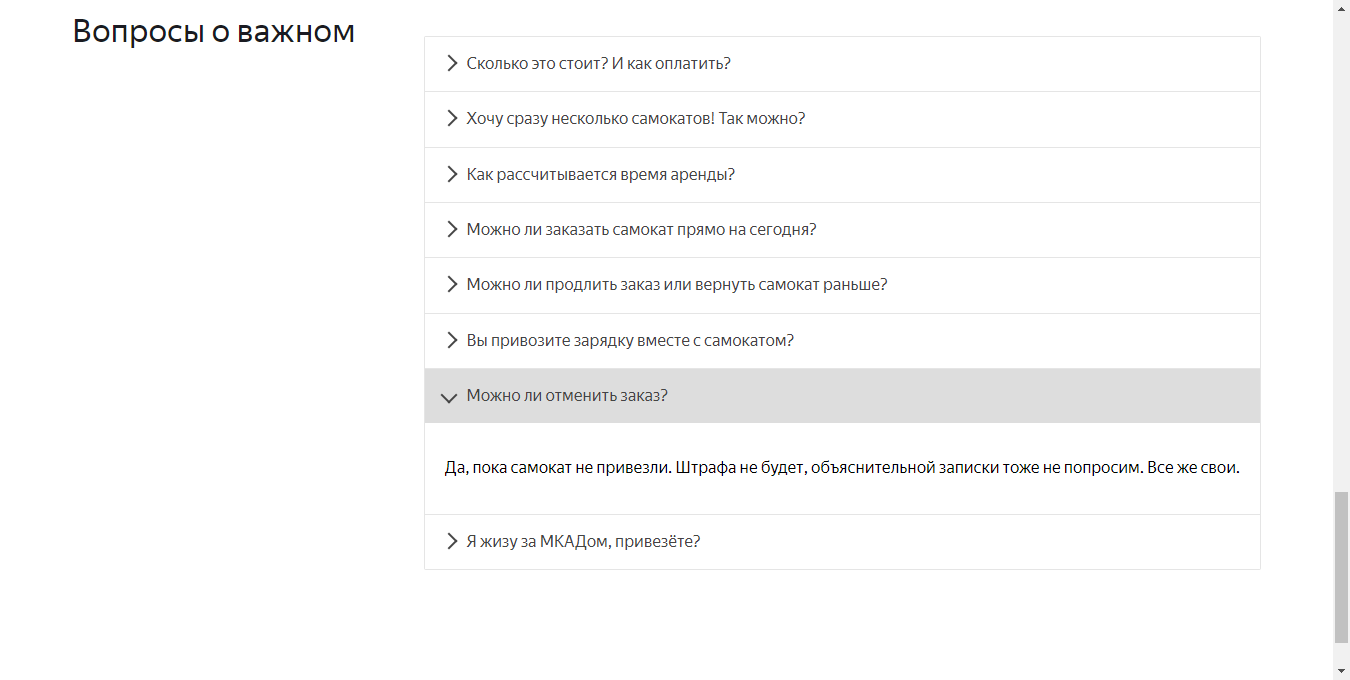 Вопросы о важном
Сколько это стоит? И как оплатить?
Хочу сразу несколько самокатов! Так можно?
Как рассчитывается время аренды?
Можно ли заказать самокат прямо на сегодня?
Можно ли продлить заказ или вернуть самокат раньше?
Вы привозите зарядку вместе с самокатом?
Можно ли отменить заказ?
Да, пока самокат не привезли. Штрафа не будет, объяснительной записки тоже не попросим. Все же свои.
Я жизу за МКАДом, привезёте?